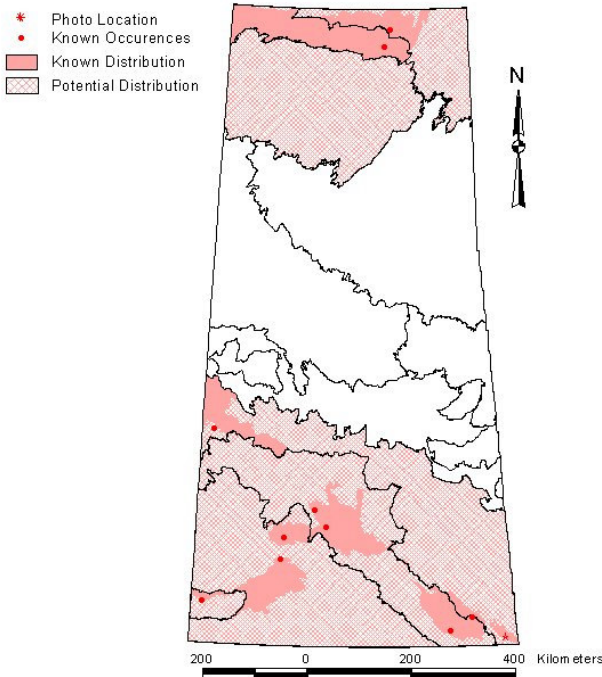 Photo Location
Known Occurences
Known Distribution
Potential Distribution
N
200 0 200 400 Kilometers